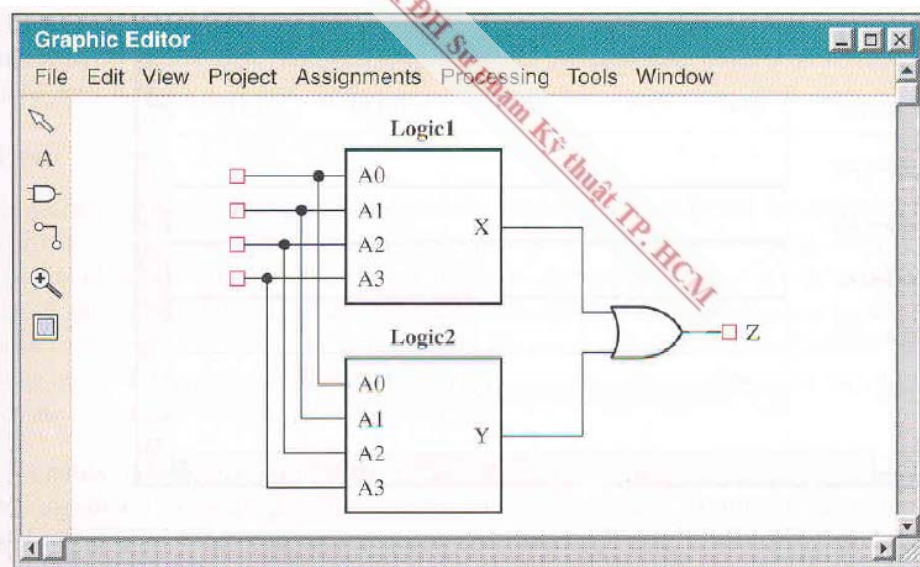 Graphic Editor
File Edit View Project Assignments Processing Tools Window
A
Logic1
A0
A1
A2
A3
X
Logic2
A0
A1
A2
A3
Y
Z
ĐH Sư phạm Kỹ thuật TP. HCM